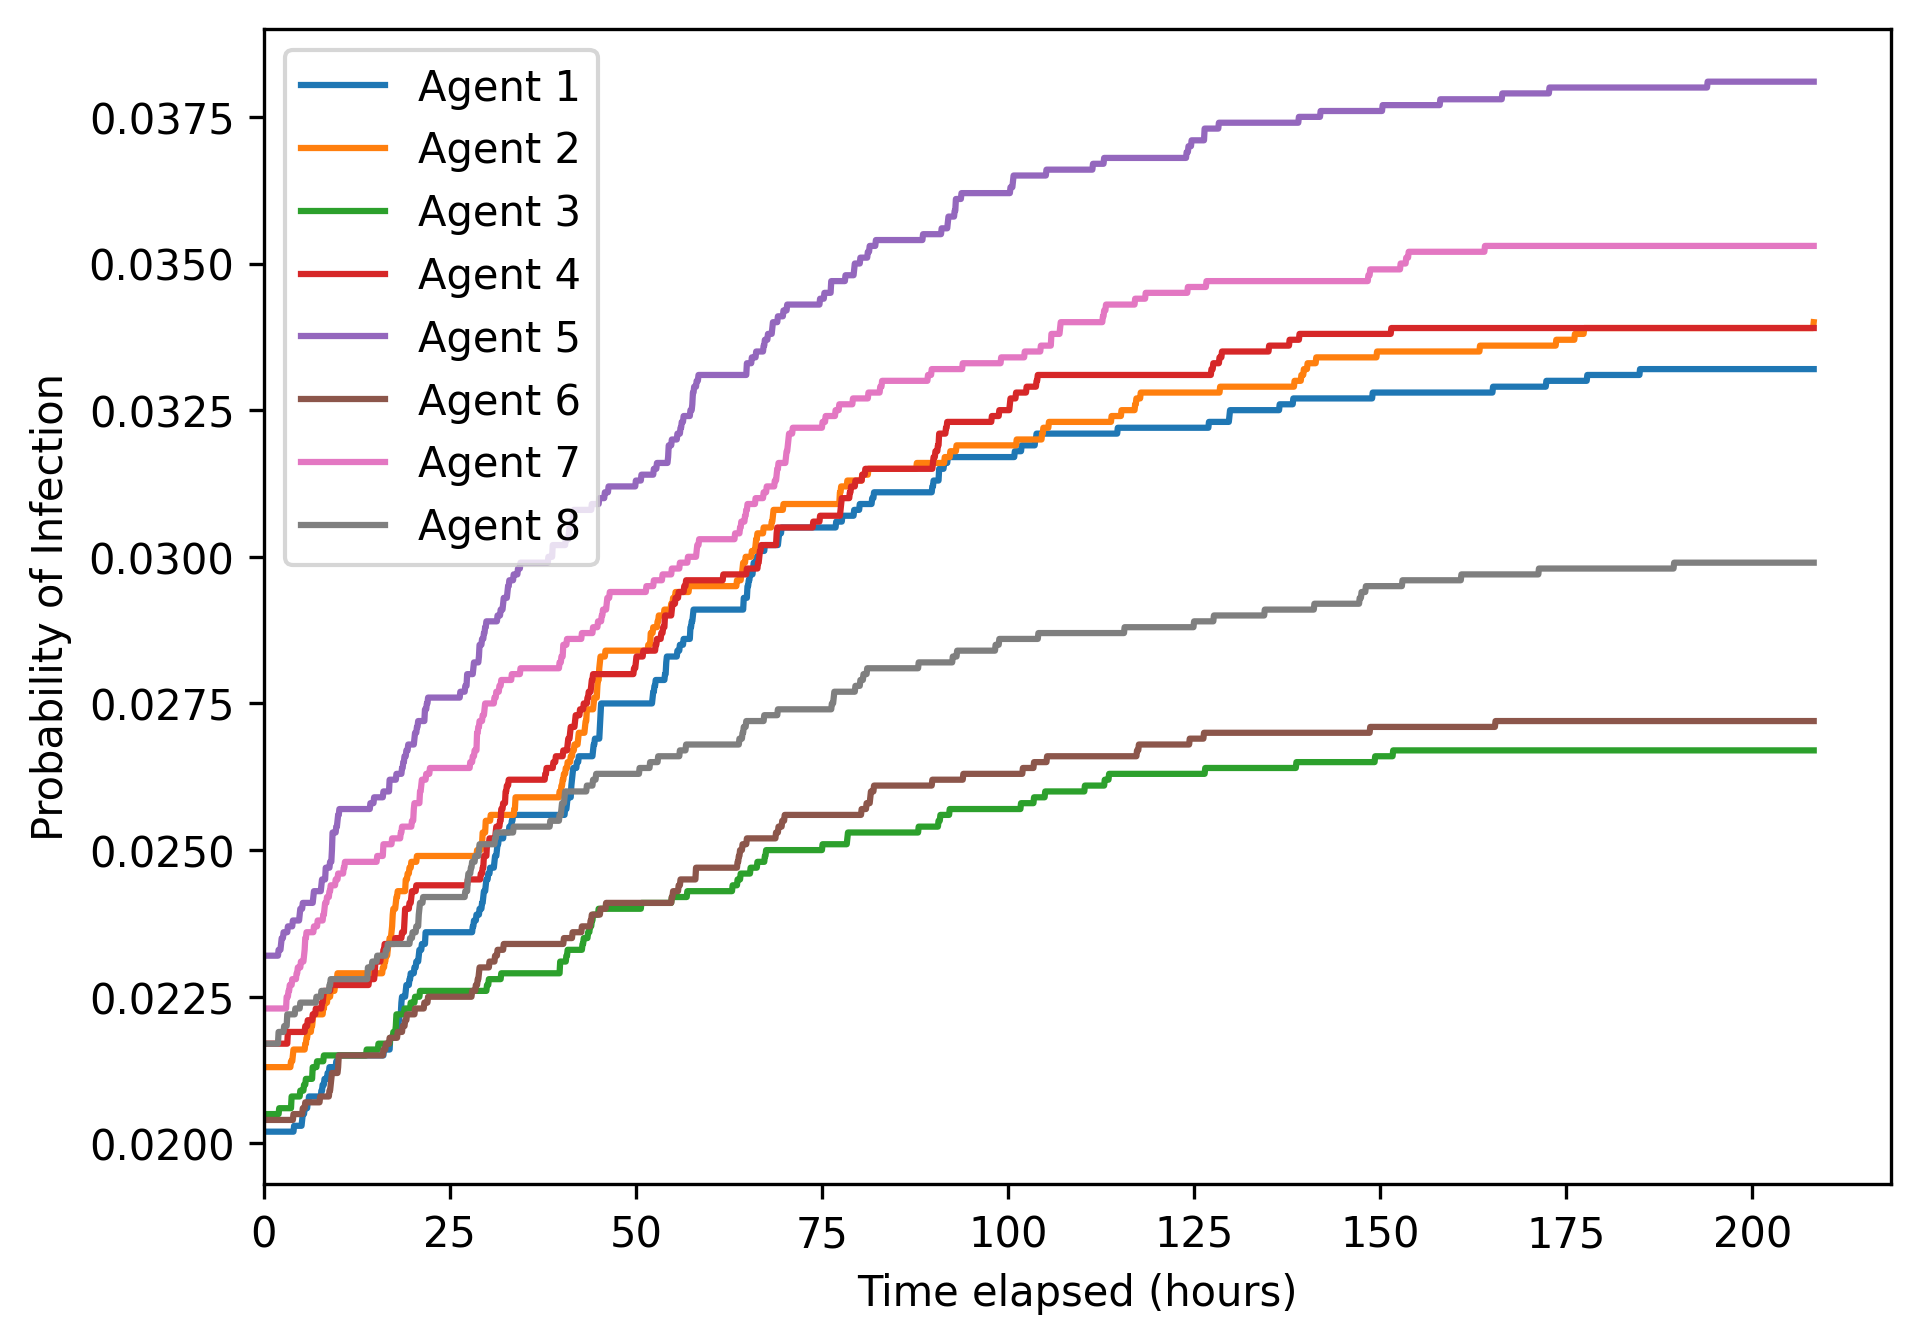 Agent 1
Agent 2
Agent 3
Agent 4
Agent 5
Agent 6
Agent 7
Agent 8
0.0375
0.0350
0.0325
0.0300
0.0275
0.0250
0.0225
0.0200
Probability of Infection
0 25 50 75 100 125 150 175 200
Time elapsed (hours)